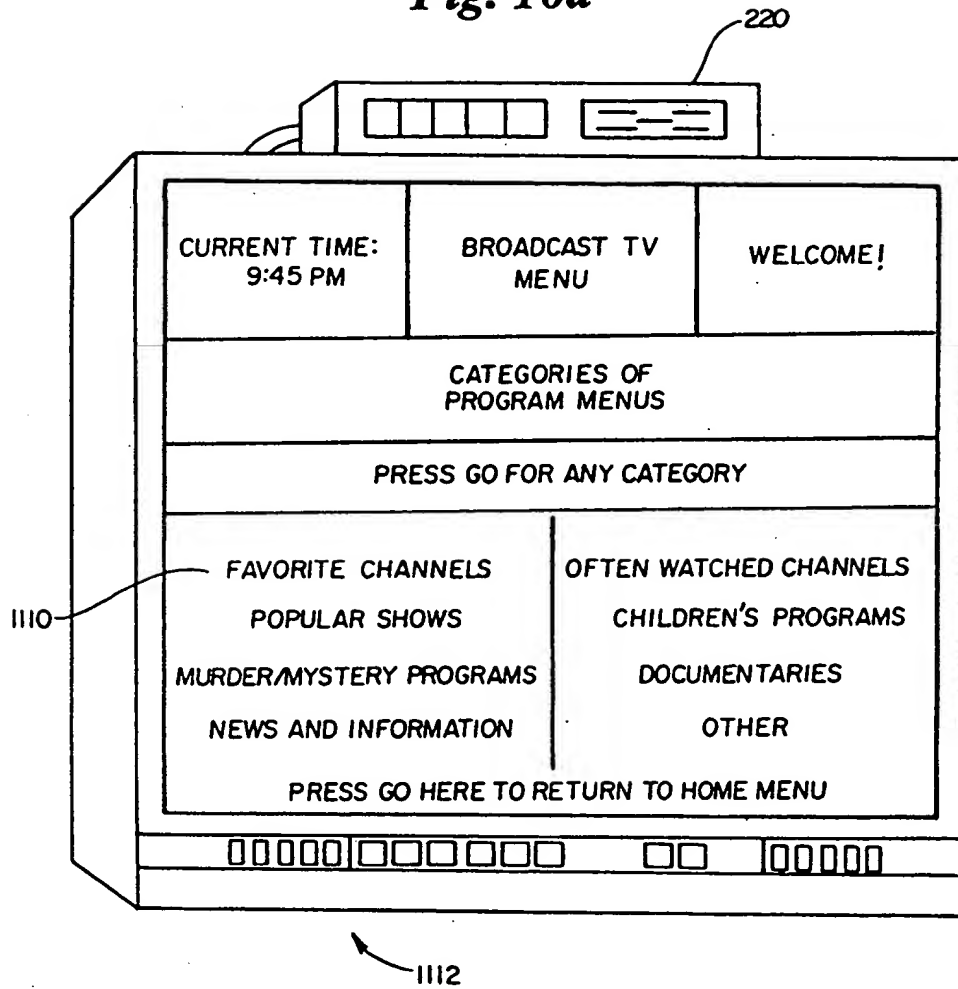 Fig. 10a
220
CURRENT TIME:
9:45 PM
BROADCAST TV
MENU
WELCOME!
CATEGORIES OF
PROGRAM MENUS
PRESS GO FOR ANY CATEGORY
FAVORITE CHANNELS
OFTEN WATCHED CHANNELS
1110
POPULAR SHOWS
CHILDREN'S PROGRAMS
MURDER/MYSTERY PROGRAMS
DOCUMENTARIES
NEWS AND INFORMATION
OTHER
PRESS GO HERE TO RETURN TO HOME MENU
1112